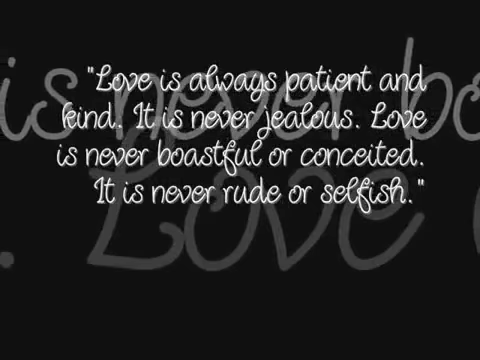 "Love is always patient and
kind. It is never jealous. Love
is never boastful or conceited.
It is never rude or selfish."
is never bo
. Love